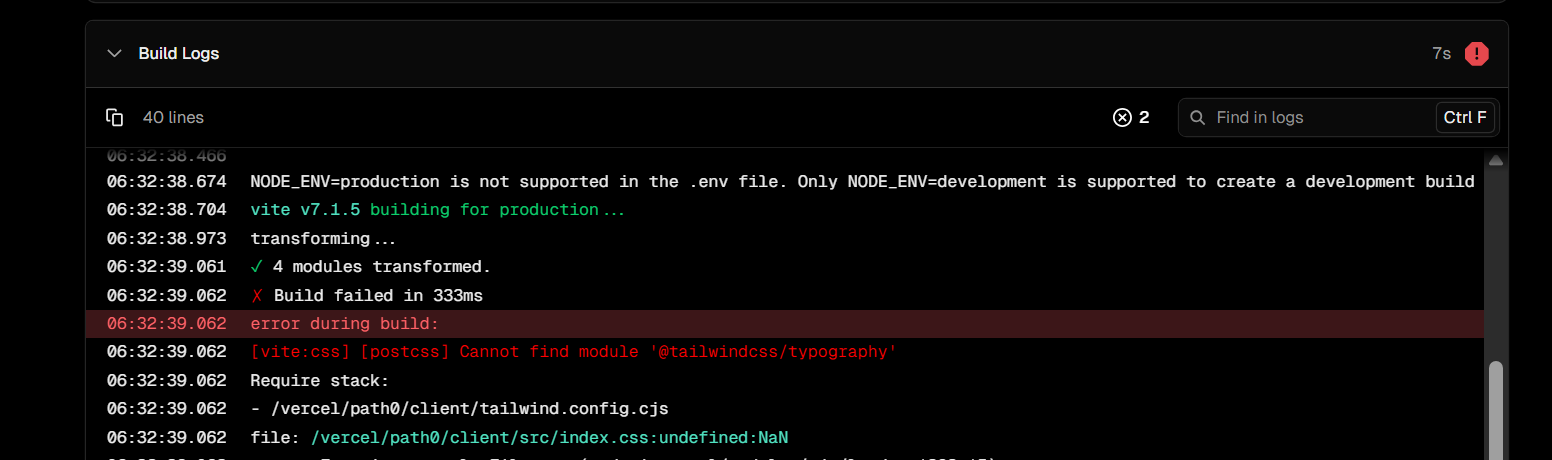 Build Logs
7s
40 lines
2
Find in logs
Ctrl F
06:32:38.466
06:32:38.674 NODE_ENV=production is not supported in the .env file. Only NODE_ENV=development is supported to create a development build
06:32:38.704 vite v7.1.5 building for production...
06:32:38.973 transforming...
06:32:39.061 ✓ 4 modules transformed.
06:32:39.062 ✗ Build failed in 333ms
06:32:39.062 error during build:
06:32:39.062 [vite:css] [postcss] Cannot find module '@tailwindcss/typography'
06:32:39.062 Require stack:
06:32:39.062 - /vercel/path0/client/tailwind.config.cjs
06:32:39.062 file: /vercel/path0/client/src/index.css:undefined:NaN